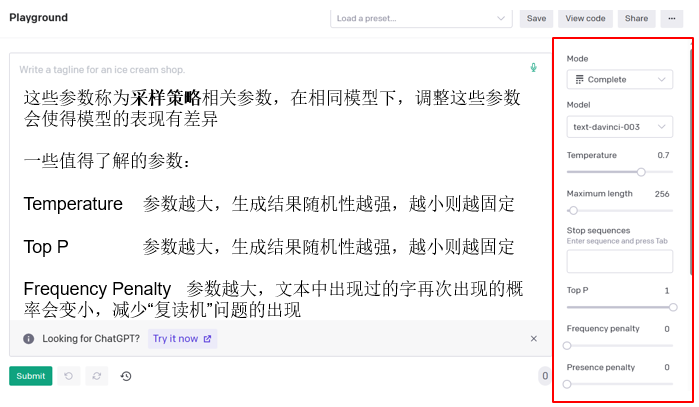 Playground
Load a preset...
Save
View code
Share
...
Write a tagline for an ice cream shop.
这些参数称为采样策略相关参数，在相同模型下，调整这些参数
会使得模型的表现有差异
一些值得了解的参数：
Temperature 参数越大，生成结果随机性越强，越小则越固定
Top P 参数越大，生成结果随机性越强，越小则越固定
Frequency Penalty 参数越大，文本中出现过的字再次出现的概
率会变小，减少“复读机”问题的出现
Looking for ChatGPT? Try it now
Submit
0
Mode
Complete
Model
text-davinci-003
Temperature 0.7
Maximum length 256
Stop sequences
Enter sequence and press Tab
Top P 1
Frequency penalty 0
Presence penalty 0